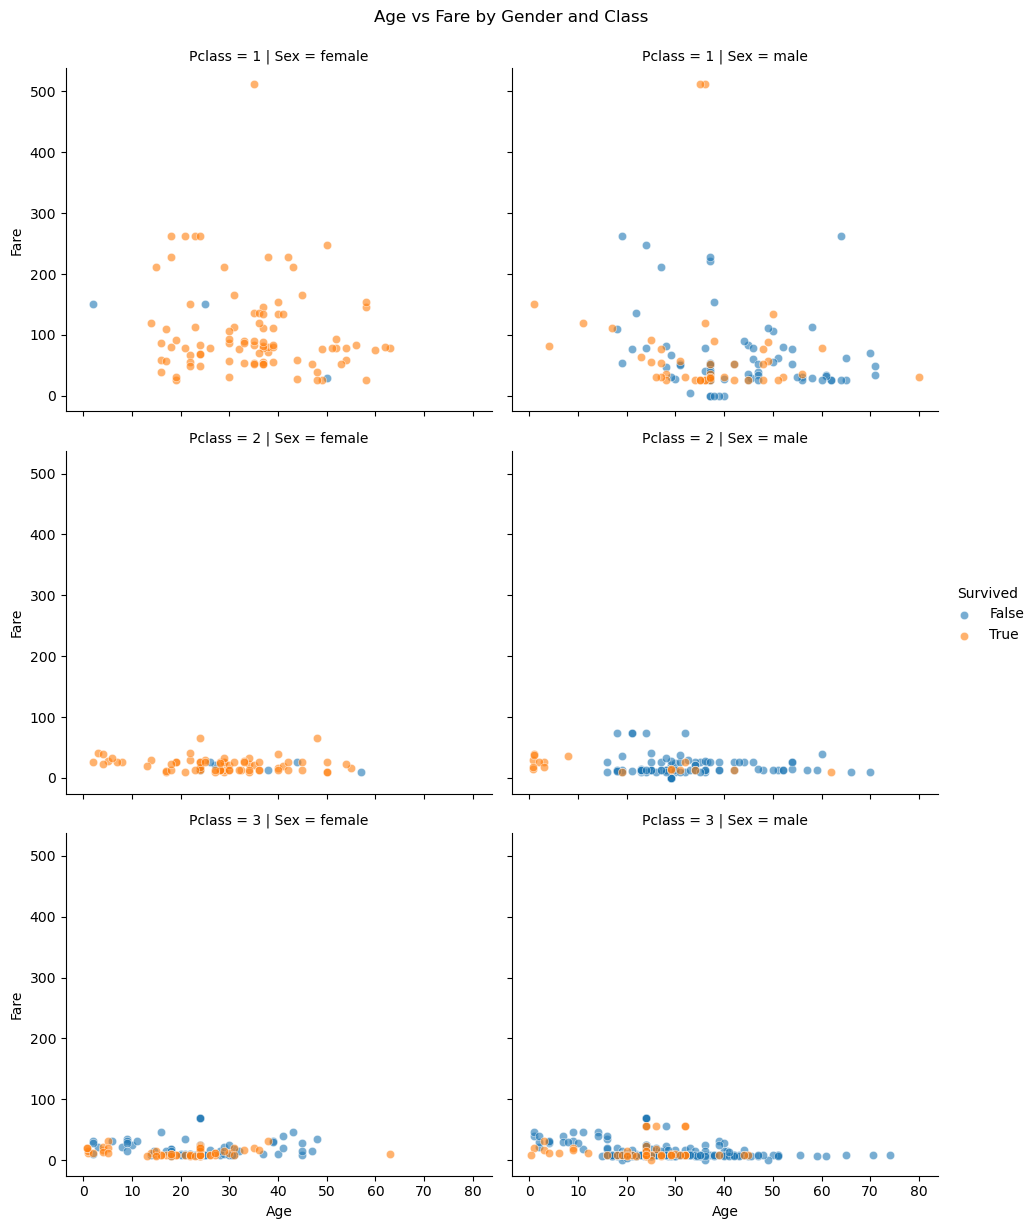 Age vs Fare by Gender and Class
Pclass = 1 | Sex = female
Pclass = 1 | Sex = male
500
400
300
200
100
0
Fare
Pclass = 2 | Sex = female
Pclass = 2 | Sex = male
500
400
300
200
100
0
Fare
Survived
False
True
Pclass = 3 | Sex = female
Pclass = 3 | Sex = male
500
400
300
200
100
0
Fare
0 10 20 30 40 50 60 70 80
Age
0 10 20 30 40 50 60 70 80
Age